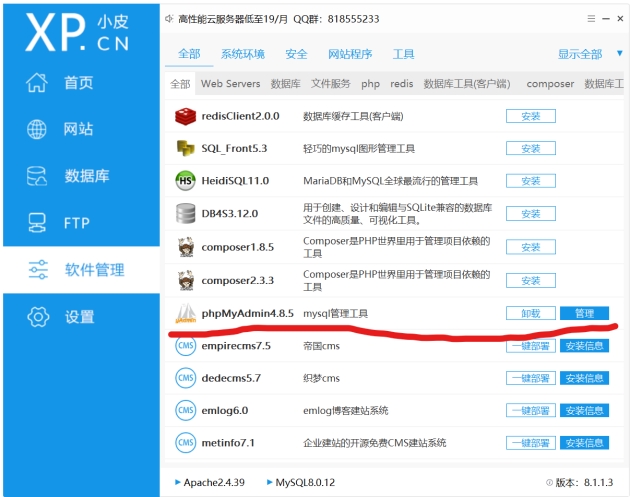 XP.小皮
.CN
高性能云服务器低至19/月 QQ群：818555233
首页
网站
数据库
FTP
软件管理
设置
全部 系统环境 安全 网站程序 工具 显示全部
全部 Web Servers 数据库 文件服务 php redis 数据库工具(客户端) composer 数据库工
redisClient2.0.0 数据库缓存工具(客户端) 安装
SQL_Front5.3 轻巧的mysql图形管理工具 安装
HS HeidiSQL11.0 MariaDB和MySQL全球最流行的管理工具 安装
DB4S3.12.0 用于创建、设计和编辑与SQLite兼容的数据库
文件的高质量、可视化工具。 安装
composer1.8.5 Composer是PHP世界里用于管理项目依赖的
工具 安装
composer2.3.3 Composer是PHP世界里用于管理项目依赖的
工具 安装
phpMyAdmin4.8.5 mysql管理工具 卸载 管理
CMS empirecms7.5 帝国cms 一键部署 安装信息
CMS dedecms5.7 织梦cms 一键部署 安装信息
CMS emlog6.0 emlog博客建站系统 一键部署 安装信息
CMS metinfo7.1 企业建站的开源免费CMS建站系统 一键部署 安装信息
Apache2.4.39 MySQL8.0.12 版本：8.1.1.3